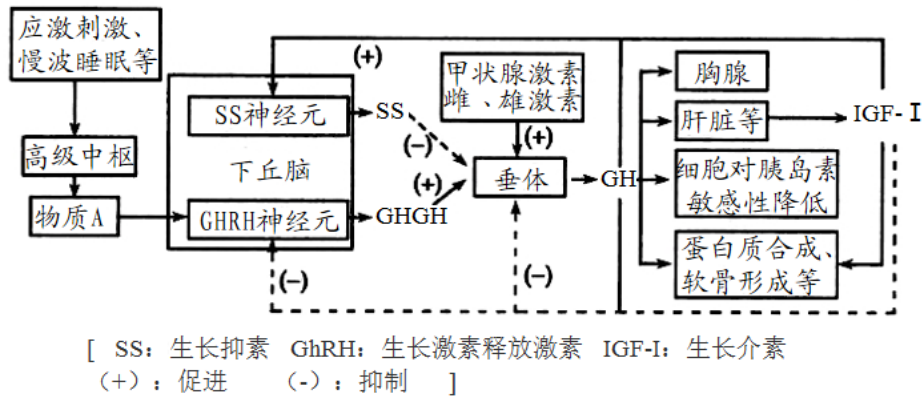 应激刺激、
慢波睡眠等
高级中枢
物质A
SS神经元
下丘脑
GHRH神经元
(+)
SS
(-)
(+)
GHGH
(-)
甲状腺激素
雌、雄激素
(+)
垂体
(-)
GH
胸腺
肝脏等
IGF-I
细胞对胰岛素
敏感性降低
蛋白质合成、
软骨形成等
[ SS：生长抑素 GhRH：生长激素释放激素 IGF-I：生长介素
（+）：促进 （-）：抑制 ]